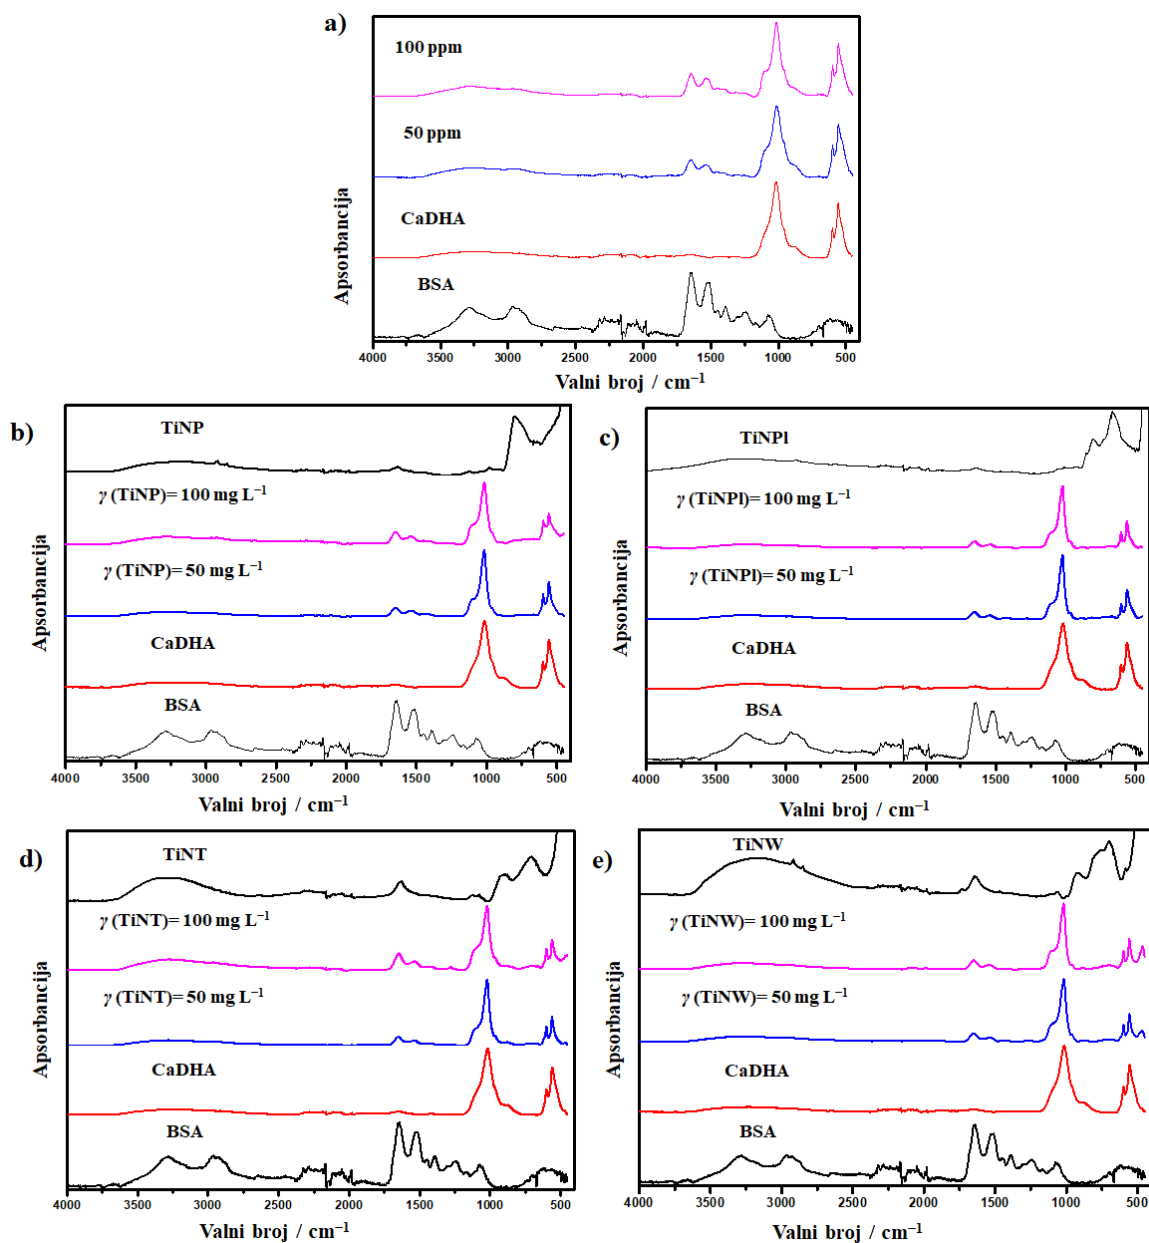 a)
100 ppm
50 ppm
CaDHA
BSA
Apsorbancija
4000 3500 3000 2500 2000 1500 1000 500
Valni broj / cm⁻¹
b)
TiNP
γ (TiNP)= 100 mg L⁻¹
γ (TiNP)= 50 mg L⁻¹
CaDHA
BSA
Apsorbancija
4000 3500 3000 2500 2000 1500 1000 500
Valni broj / cm⁻¹
c)
TiNPl
γ (TiNPl)= 100 mg L⁻¹
γ (TiNPl)= 50 mg L⁻¹
CaDHA
BSA
Apsorbancija
4000 3500 3000 2500 2000 1500 1000 500
Valni broj / cm⁻¹
d)
TiNT
γ (TiNT)= 100 mg L⁻¹
γ (TiNT)= 50 mg L⁻¹
CaDHA
BSA
Apsorbancija
4000 3500 3000 2500 2000 1500 1000 500
Valni broj / cm⁻¹
e)
TiNW
γ (TiNW)= 100 mg L⁻¹
γ (TiNW)= 50 mg L⁻¹
CaDHA
BSA
Apsorbancija
4000 3500 3000 2500 2000 1500 1000 500
Valni broj / cm⁻¹